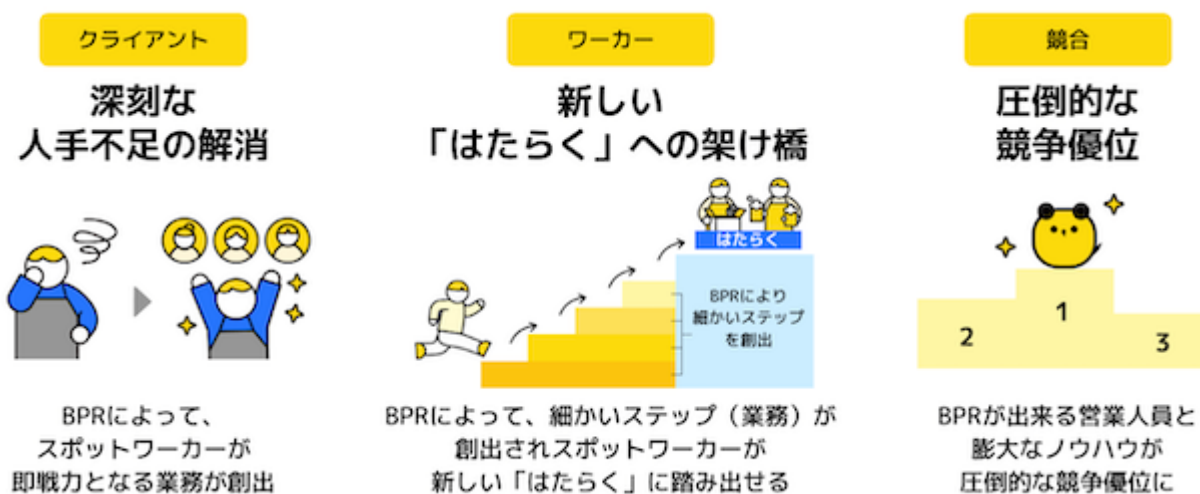 クライアント
深刻な
人手不足の解消
BPRによって、
スポットワーカーが
即戦力となる業務が創出
ワーカー
新しい
「はたらく」への架け橋
はたらく
BPRにより
細かいステップ
を創出
BPRによって、細かいステップ（業務）が
創出されスポットワーカーが
新しい「はたらく」に踏み出せる
競合
圧倒的な
競争優位
1
2
3
BPRが出来る営業人員と
膨大なノウハウが
圧倒的な競争優位に